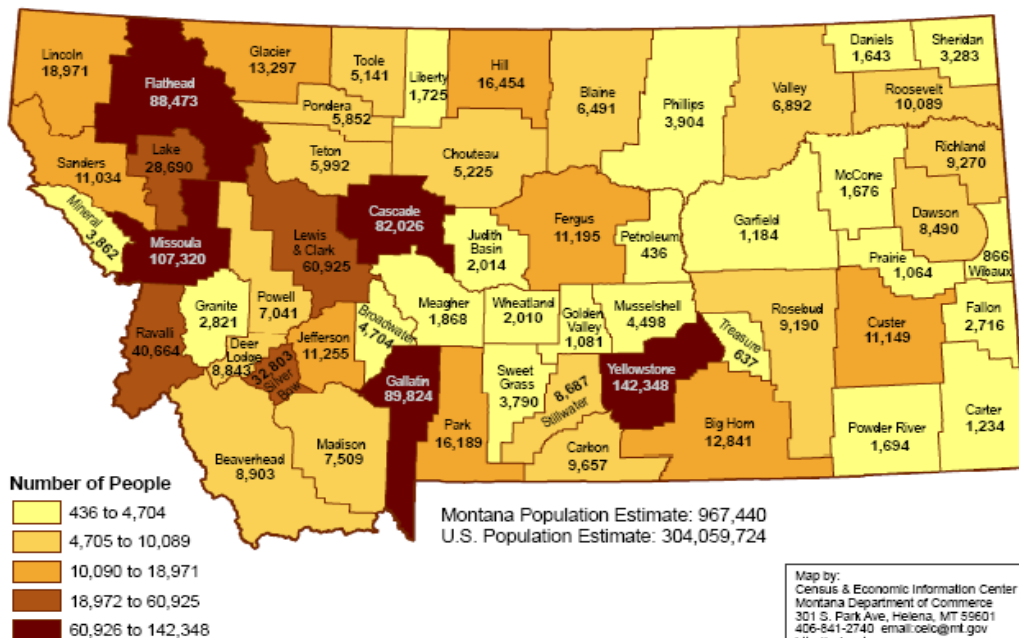 Lincoln
18,971
Flathead
88,473
Glacier
13,297
Toole
5,141
Liberty
1,725
Hill
16,454
Blaine
6,491
Phillips
3,904
Valley
6,892
Daniels
1,643
Sheridan
3,283
Roosevelt
10,089
Pondera
5,852
Teton
5,992
Chouteau
5,225
Richland
9,270
McCone
1,676
Dawson
8,490
Sanders
11,034
Lake
28,690
Mineral
3,862
Missoula
107,320
Lewis
& Clark
60,925
Cascade
82,026
Judith
Basin
2,014
Fergus
11,195
Petroleum
436
Garfield
1,184
Prairie
1,064
866
Wibaux
Granite
2,821
Powell
7,041
Ravalli
40,664
Deer
Lodge
8,843
32,803
Silver
Bow
Jefferson
11,255
Broadwater
4,704
Meagher
1,868
Wheatland
2,010
Golden
Valley
1,081
Musselshell
4,498
Treasure
637
Rosebud
9,190
Custer
11,149
Fallon
2,716
Gallatin
89,824
Park
16,189
Sweet
Grass
3,790
8,687
Stillwater
Yellowstone
142,348
Big Horn
12,841
Powder River
1,694
Carter
1,234
Carbon
9,657
Beaverhead
8,903
Madison
7,509
Number of People
436 to 4,704
4,705 to 10,089
10,090 to 18,971
18,972 to 60,925
60,926 to 142,348
Montana Population Estimate: 967,440
U.S. Population Estimate: 304,059,724
Map by:
Census & Economic Information Center
Montana Department of Commerce
301 S. Park Ave, Helena, MT 59601
406-841-2740 email:ceic@mt.gov